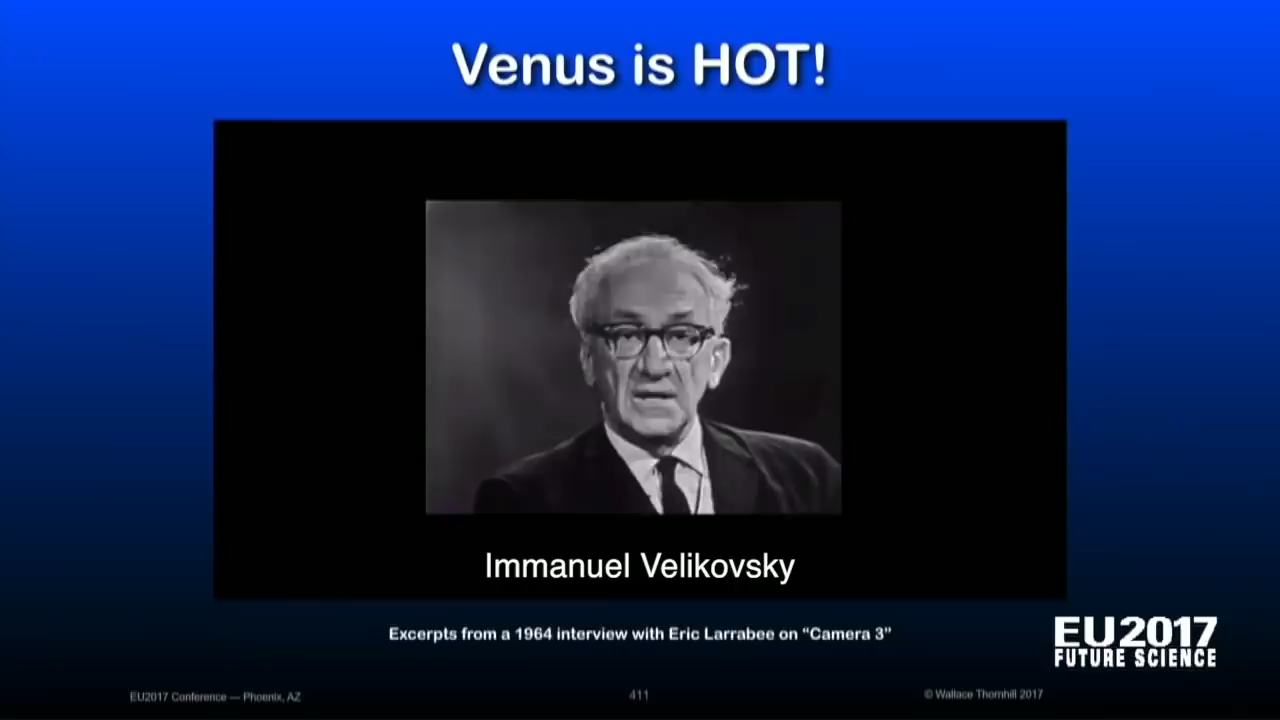 Venus is HOT!
Immanuel Velikovsky
Excerpts from a 1964 interview with Eric Larrabee on “Camera 3”
EU2017
FUTURE SCIENCE
EU2017 Conference — Phoenix, AZ
411
© Wallace Thornhill 2017